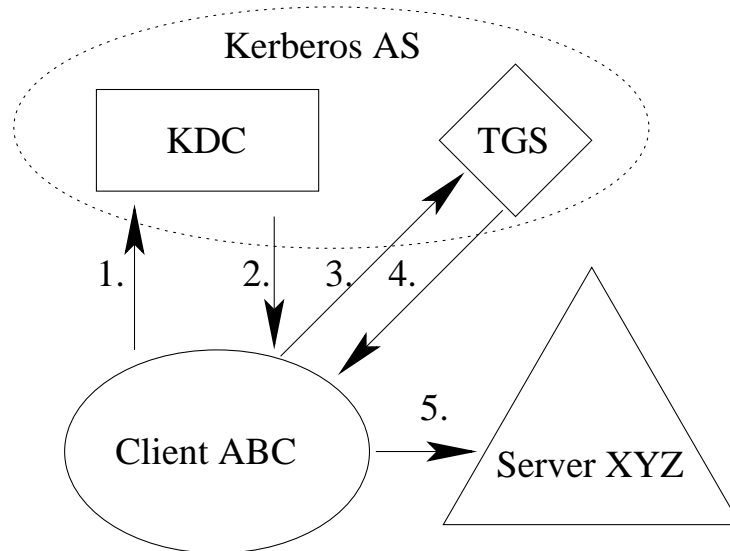 Kerberos AS
KDC
TGS
1.
2.
3.
4.
5.
Client ABC
Server XYZ